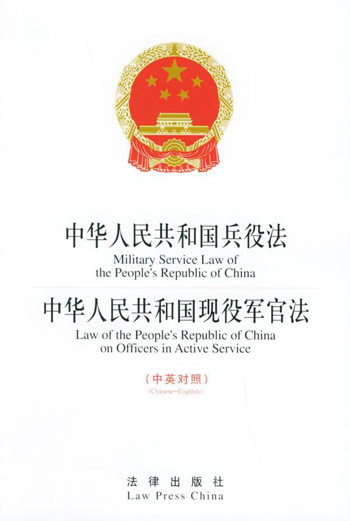 中华人民共和国兵役法
Military Service Law of
the People's Republic of China
中华人民共和国现役军官法
Law of the People's Republic of China
on Officers in Active Service
(中英对照)
(Chinese-English)
法律出版社
Law Press China